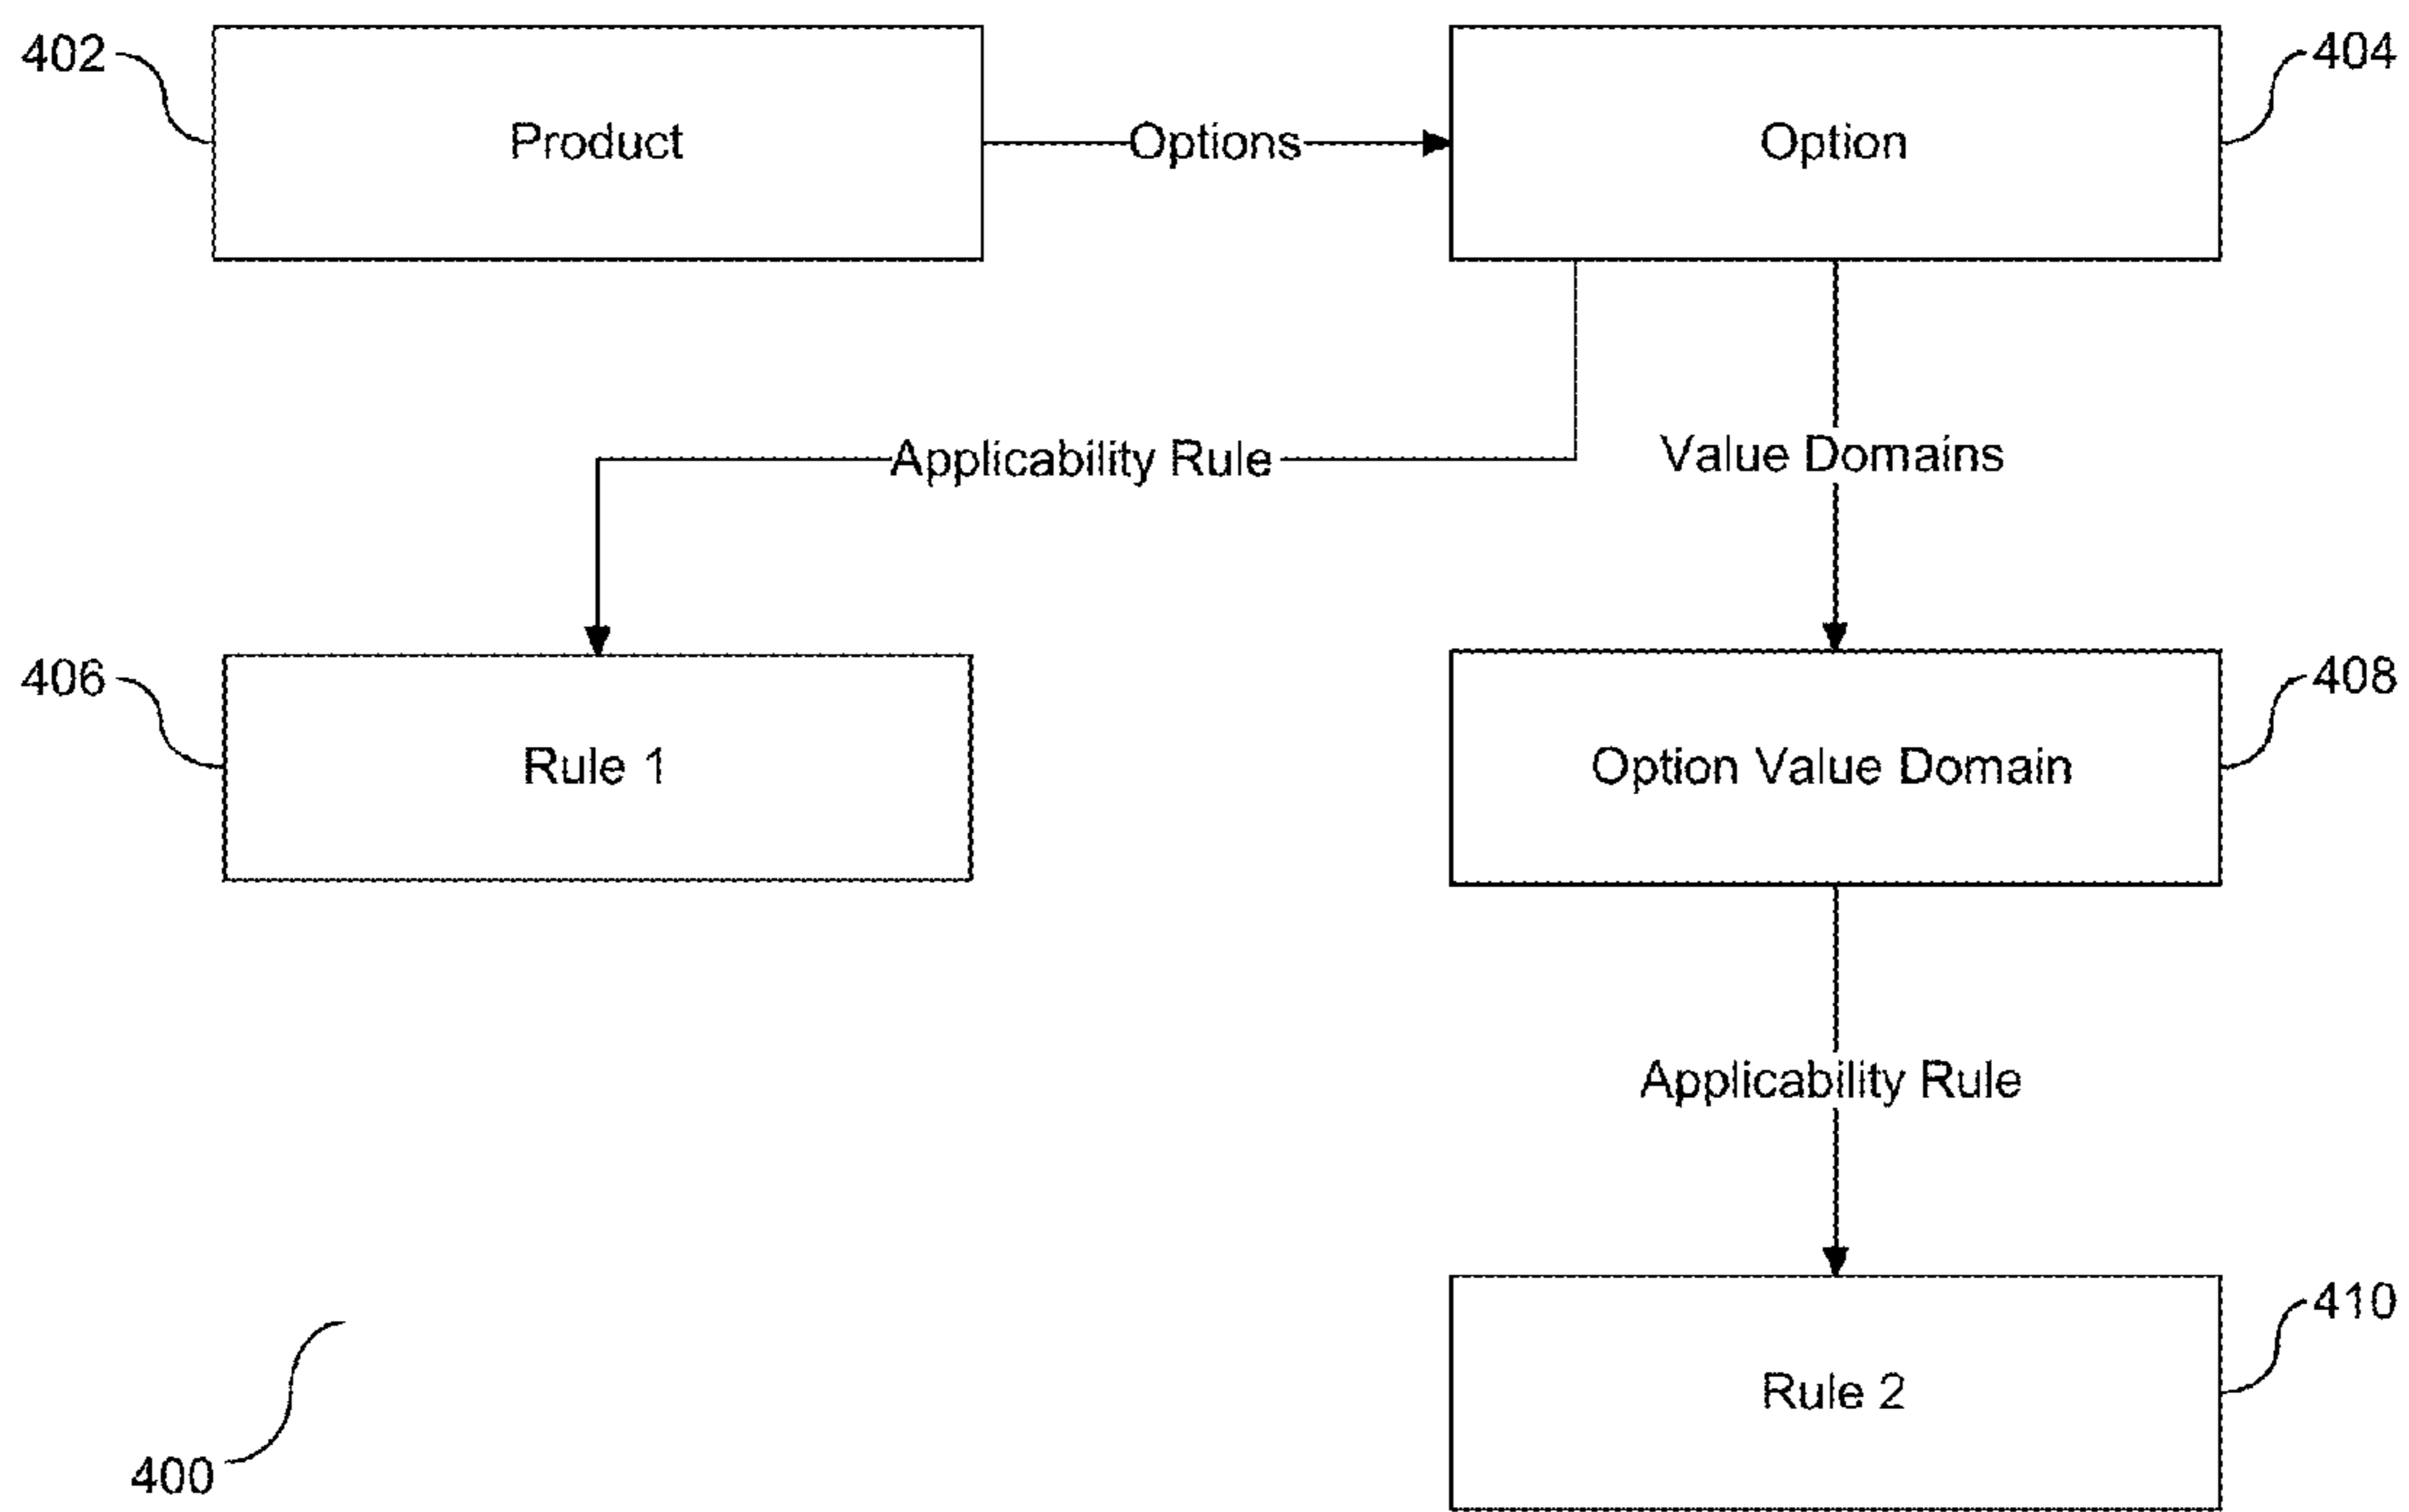 402
Product
Options
Option
404
Applicability Rule
Value Domains
406
Rule 1
Option Value Domain
408
Applicability Rule
410
Rule 2
400